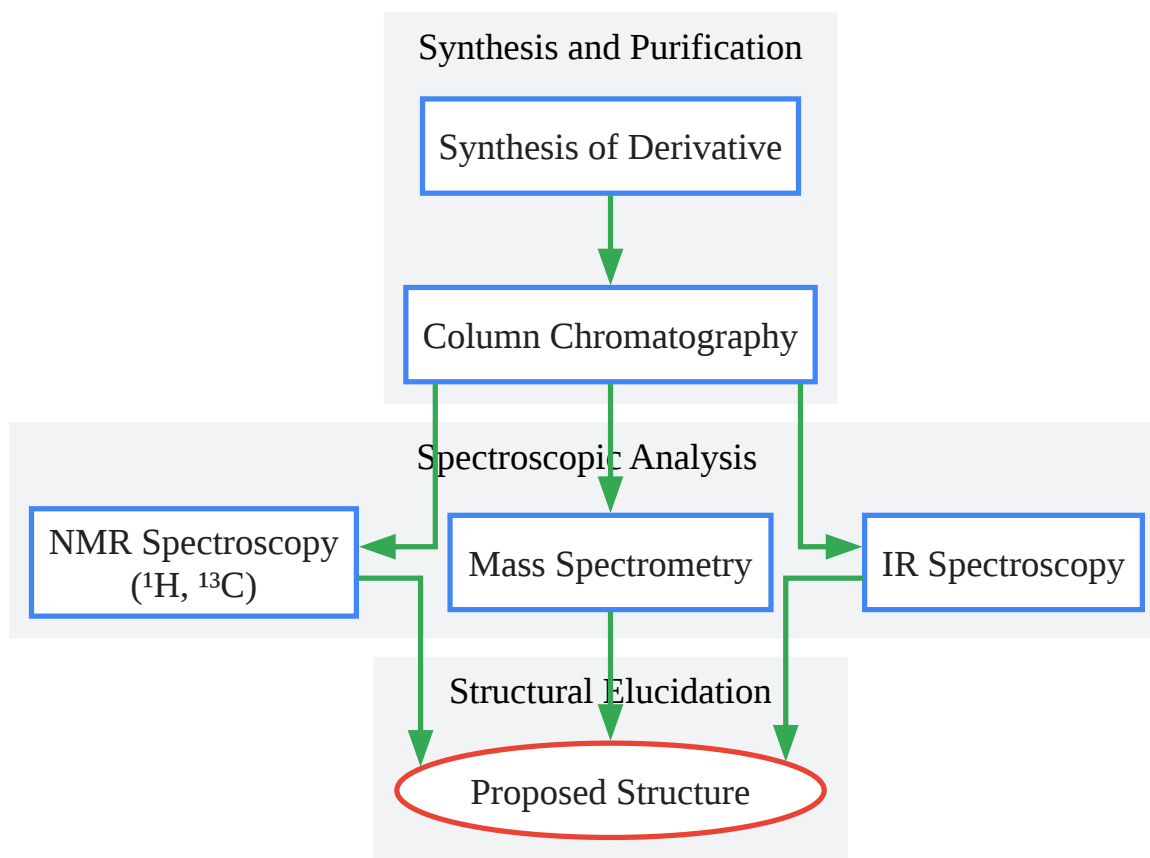 Synthesis and Purification
Synthesis of Derivative
Column Chromatography
Spectroscopic Analysis
NMR Spectroscopy
(¹H, ¹³C)
Mass Spectrometry
IR Spectroscopy
Structural Elucidation
Proposed Structure